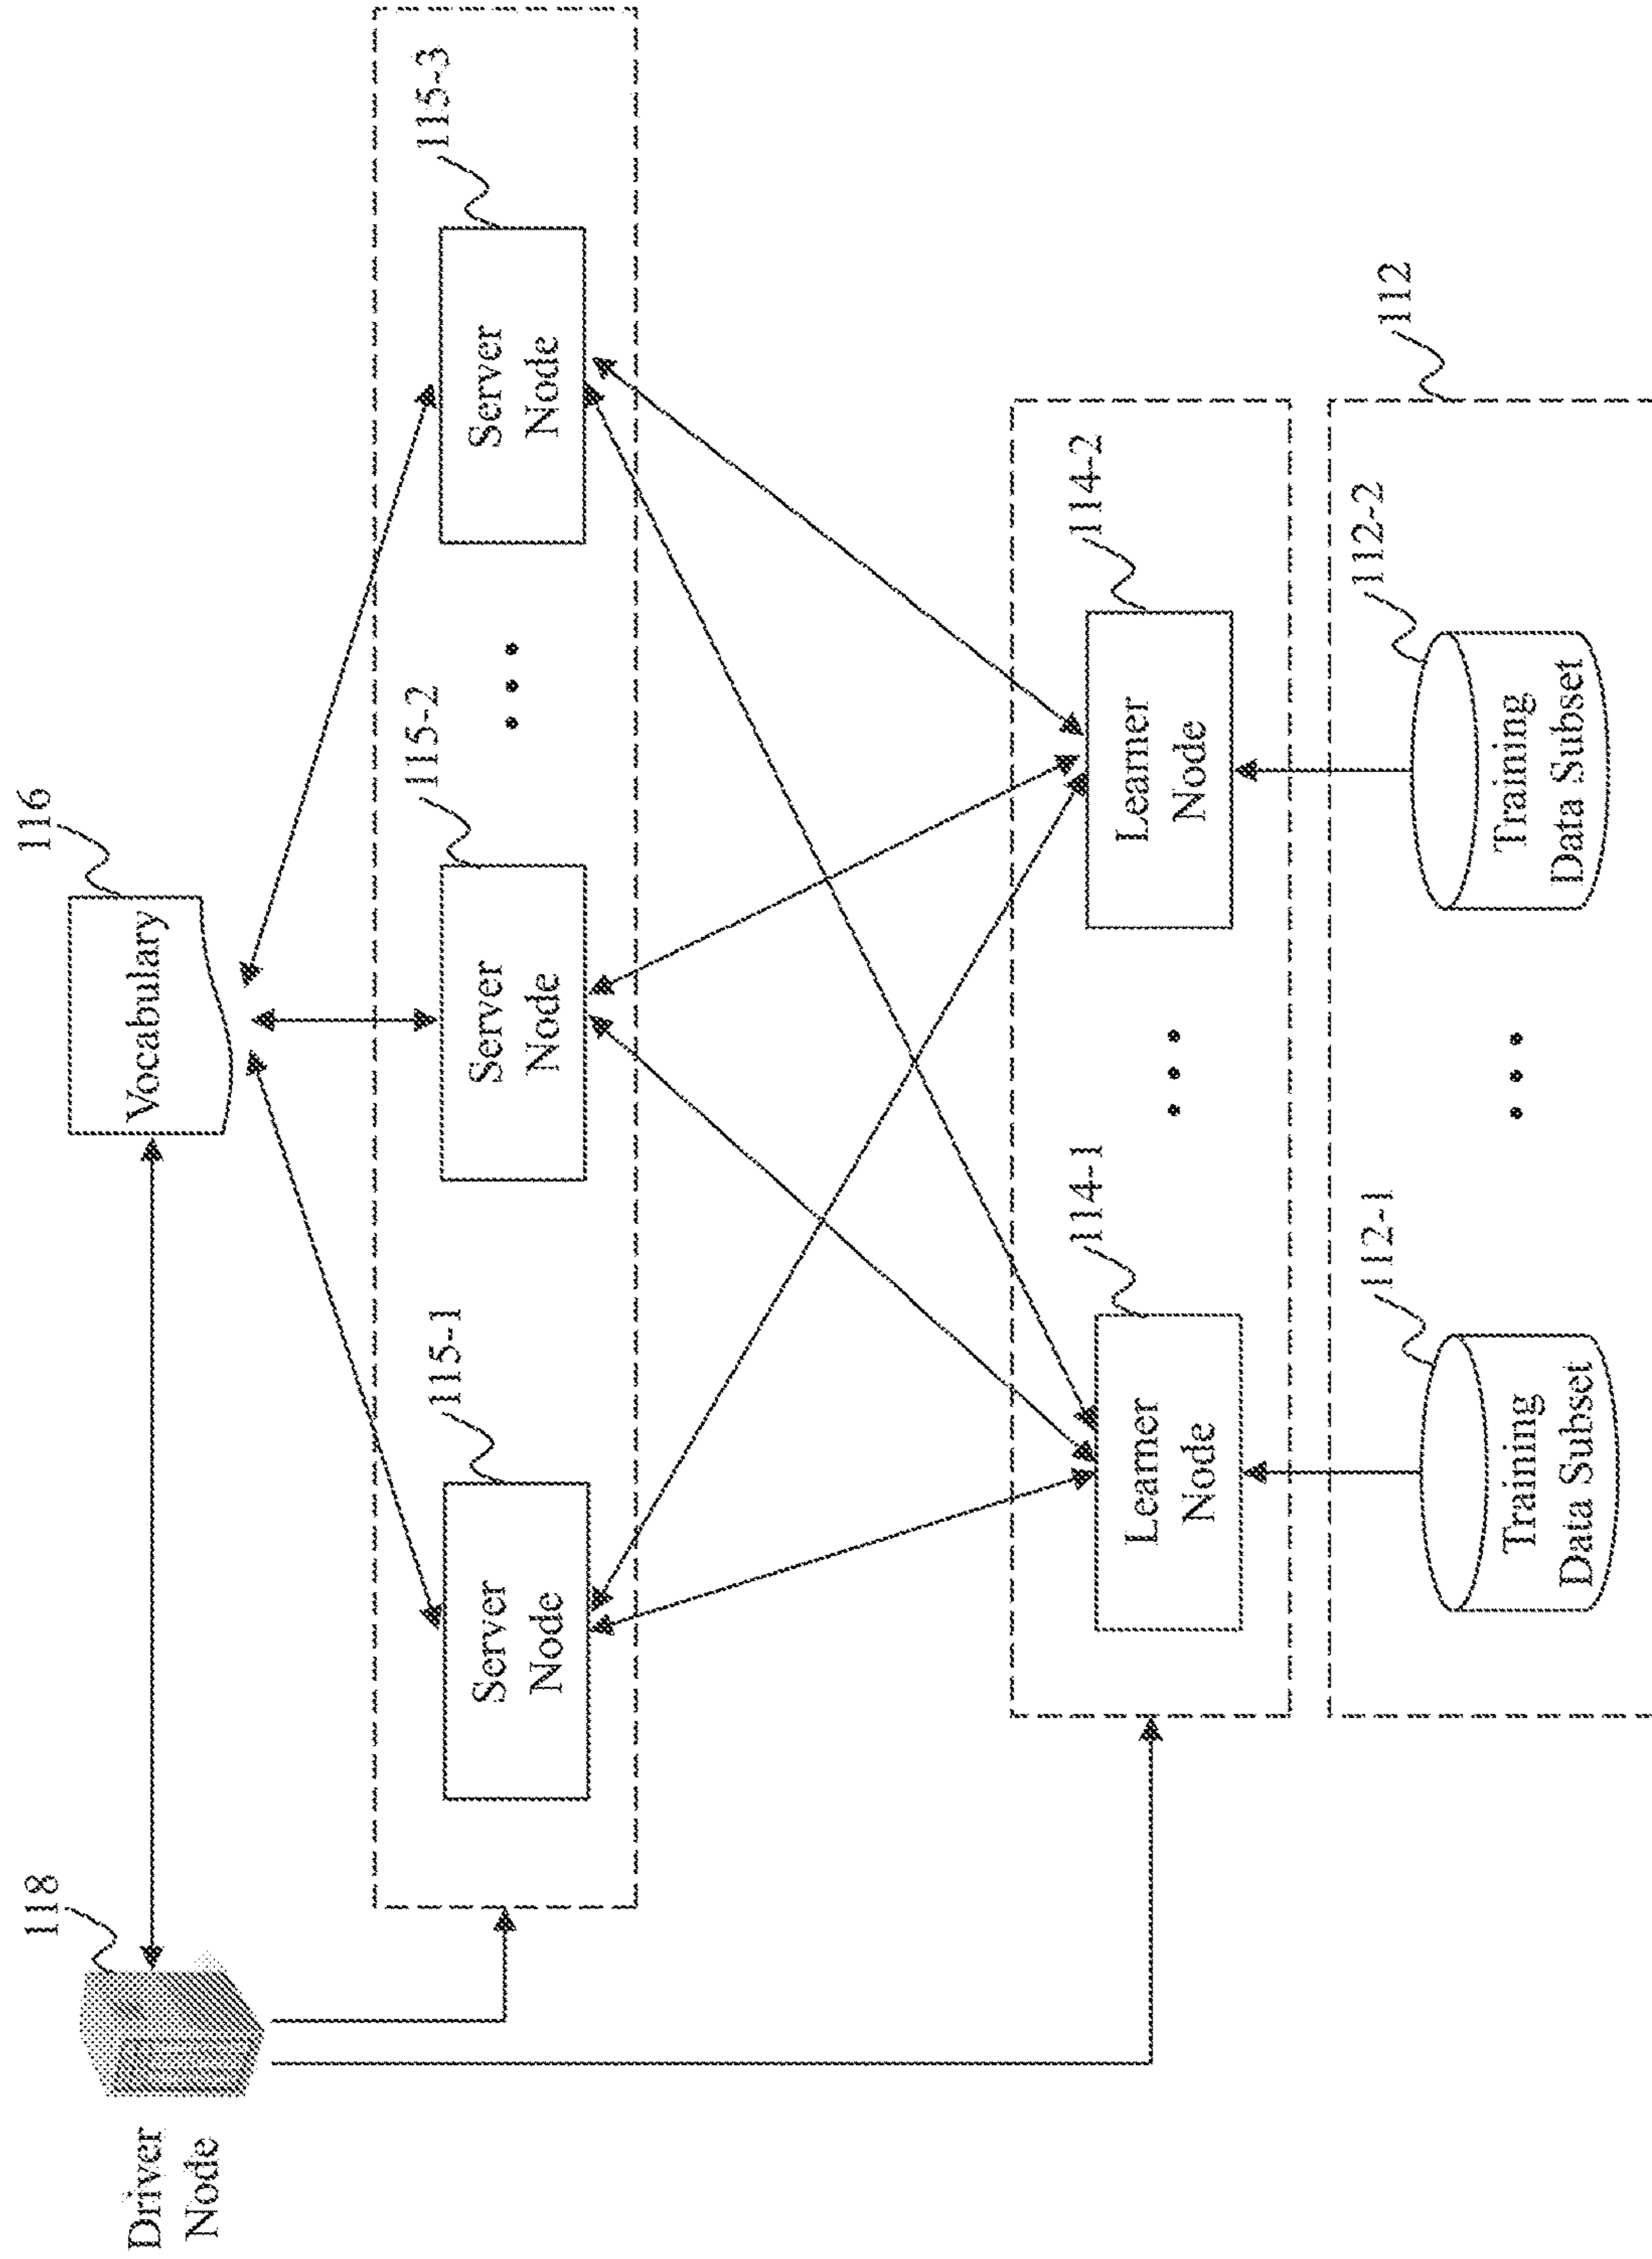 118
Driver
Node
116
Vocabulary
115-1
Server
Node
115-2
Server
Node
115-3
Server
Node
114-1
Learner
Node
114-2
Learner
Node
112
112-1
Training
Data Subset
112-2
Training
Data Subset